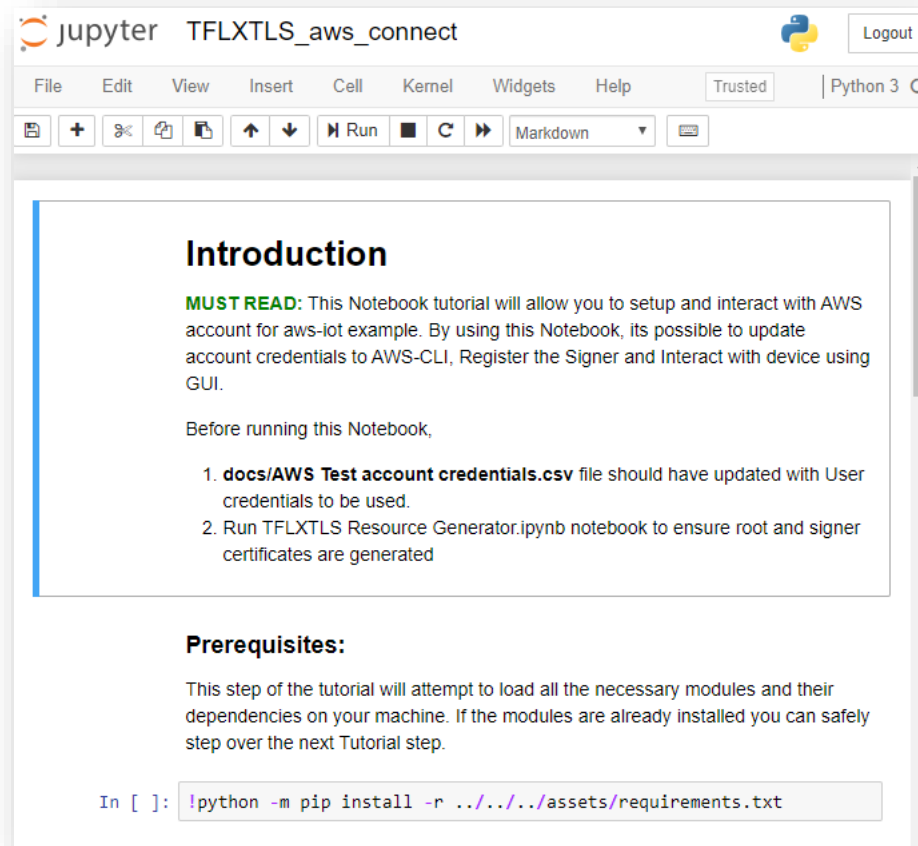 jupyter TFLXTLS_aws_connect Logout
File Edit View Insert Cell Kernel Widgets Help Trusted Python 3
Run Markdown
Introduction
MUST READ: This Notebook tutorial will allow you to setup and interact with AWS
account for aws-iot example. By using this Notebook, its possible to update
account credentials to AWS-CLI, Register the Signer and Interact with device using
GUI.
Before running this Notebook,
1. docs/AWS Test account credentials.csv file should have updated with User
credentials to be used.
2. Run TFLXTLS Resource Generator.ipynb notebook to ensure root and signer
certificates are generated
Prerequisites:
This step of the tutorial will attempt to load all the necessary modules and their
dependencies on your machine. If the modules are already installed you can safely
step over the next Tutorial step.
In [ ]: !python -m pip install -r ../../../assets/requirements.txt